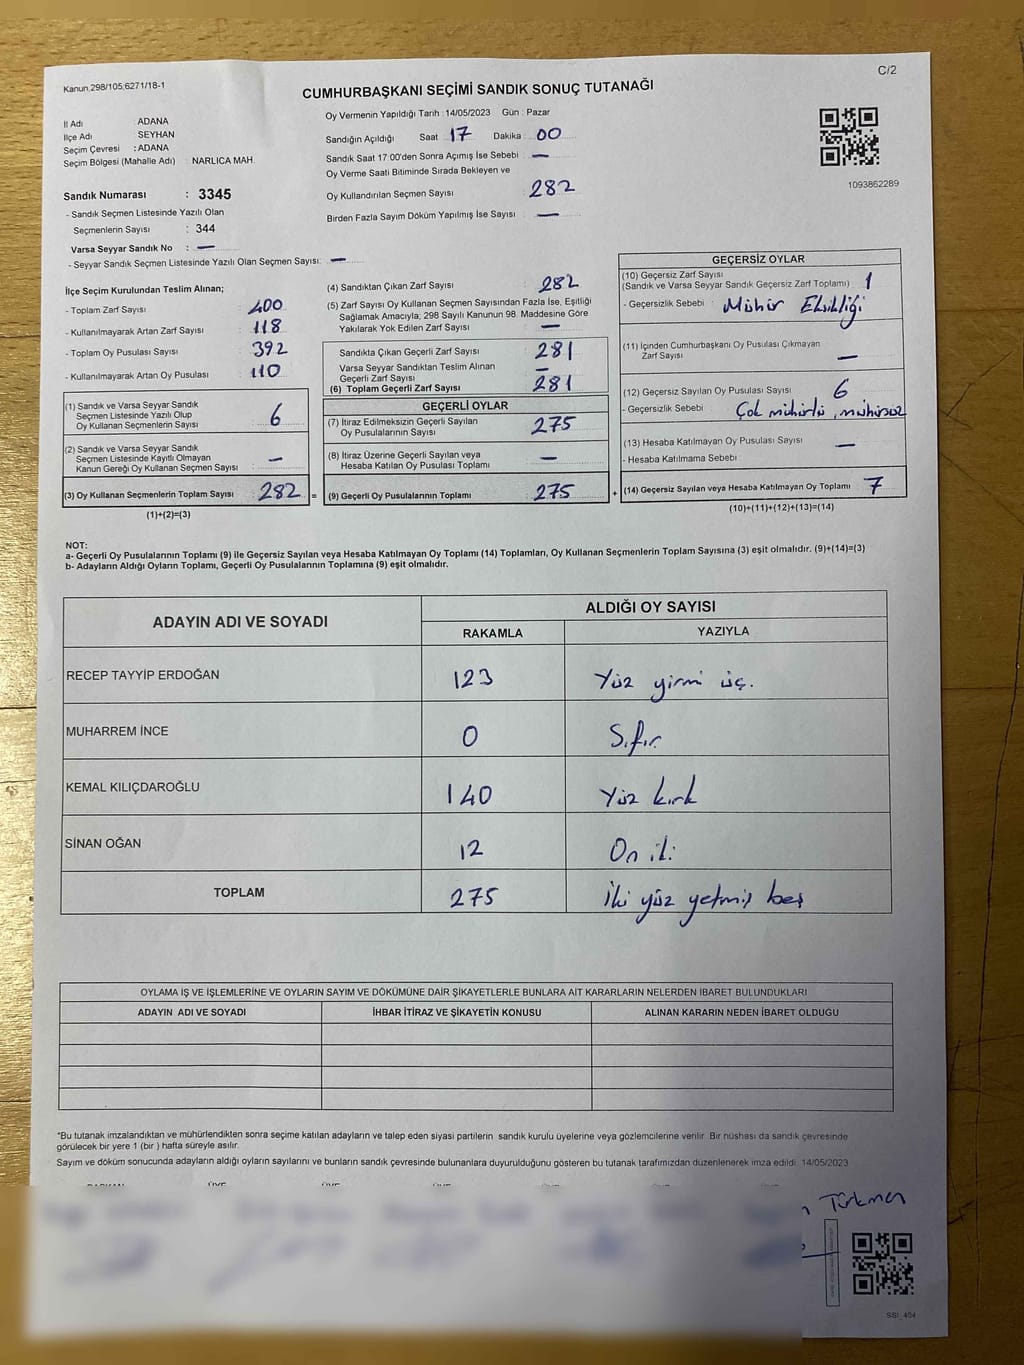 Kanun.298/105;6271/18-1
C/2
CUMHURBAŞKANI SEÇİMİ SANDIK SONUÇ TUTANAĞI
İl Adı : ADANA
İlçe Adı : SEYHAN
Seçim Çevresi : ADANA
Seçim Bölgesi (Mahalle Adı) : NARLICA MAH.
Sandık Numarası : 3345
- Sandık Seçmen Listesinde Yazılı Olan
Seçmenlerin Sayısı : 344
Varsa Seyyar Sandık No : —
- Seyyar Sandık Seçmen Listesinde Yazılı Olan Seçmen Sayısı: —
Oy Vermenin Yapıldığı Tarih : 14/05/2023 Gün : Pazar
Sandığın Açıldığı Saat 17 Dakika : 00
Sandık Saat 17:00'den Sonra Açımış İse Sebebi : —
Oy Verme Saati Bitiminde Sırada Bekleyen ve
Oy Kullandırılan Seçmen Sayısı : 282
Birden Fazla Sayım Döküm Yapılmış İse Sayısı : —
1093862289
İlçe Seçim Kurulundan Teslim Alınan;
- Toplam Zarf Sayısı : 400
- Kullanılmayarak Artan Zarf Sayısı : 118
- Toplam Oy Pusulası Sayısı : 392
- Kullanılmayarak Artan Oy Pusulası : 110
(1) Sandık ve Varsa Seyyar Sandık
Seçmen Listesinde Yazılı Olup
Oy Kullanan Seçmenlerin Sayısı : 6
(2) Sandık ve Varsa Seyyar Sandık
Seçmen Listesinde Kayıtlı Olmayan
Kanun Gereği Oy Kullanan Seçmen Sayısı : —
(3) Oy Kullanan Seçmenlerin Toplam Sayısı : 282 =
(1)+(2)=(3)
(4) Sandıktan Çıkan Zarf Sayısı : 282
(5) Zarf Sayısı Oy Kullanan Seçmen Sayısından Fazla İse, Eşitliği
Sağlamak Amacıyla, 298 Sayılı Kanunun 98. Maddesine Göre
Yakılarak Yok Edilen Zarf Sayısı : —
Sandıkta Çıkan Geçerli Zarf Sayısı : 281
Varsa Seyyar Sandıktan Teslim Alınan
Geçerli Zarf Sayısı : —
(6) Toplam Geçerli Zarf Sayısı : 281
GEÇERLİ OYLAR
(7) İtiraz Edilmeksizin Geçerli Sayılan
Oy Pusulalarının Sayısı : 275
(8) İtiraz Üzerine Geçerli Sayılan veya
Hesaba Katılan Oy Pusulası Toplamı : —
(9) Geçerli Oy Pusulalarının Toplamı : 275 +
GEÇERSİZ OYLAR
(10) Geçersiz Zarf Sayısı
(Sandık ve Varsa Seyyar Sandık Geçersiz Zarf Toplamı) : 1
- Geçersizlik Sebebi : Mühür Eksikliği
(11) İçinden Cumhurbaşkanı Oy Pusulası Çıkmayan
Zarf Sayısı : —
(12) Geçersiz Sayılan Oy Pusulası Sayısı : 6
- Geçersizlik Sebebi : Çok mühürlü, mühürsüz
(13) Hesaba Katılmayan Oy Pusulası Sayısı : —
- Hesaba Katılmama Sebebi :
(14) Geçersiz Sayılan veya Hesaba Katılmayan Oy Toplamı : 7
(10)+(11)+(12)+(13)=(14)
NOT:
a- Geçerli Oy Pusulalarının Toplamı (9) ile Geçersiz Sayılan veya Hesaba Katılmayan Oy Toplamı (14) Toplamları, Oy Kullanan Seçmenlerin Toplam Sayısına (3) eşit olmalıdır. (9)+(14)=(3)
b- Adayların Aldığı Oyların Toplamı, Geçerli Oy Pusulalarının Toplamına (9) eşit olmalıdır.
ADAYIN ADI VE SOYADI
ALDIĞI OY SAYISI
RAKAMLA YAZIYLA
RECEP TAYYİP ERDOĞAN 123 Yüz yirmi üç.
MUHARREM İNCE 0 Sıfır
KEMAL KILIÇDAROĞLU 140 Yüz kırk
SİNAN OĞAN 12 On iki
TOPLAM 275 İki yüz yetmiş beş
OYLAMA İŞ VE İŞLEMLERİNE VE OYLARIN SAYIM VE DÖKÜMÜNE DAİR ŞİKAYETLERLE BUNLARA AİT KARARLARIN NELERDEN İBARET BULUNDUKLARI
ADAYIN ADI VE SOYADI İHBAR İTİRAZ VE ŞİKAYETİN KONUSU ALINAN KARARIN NEDEN İBARET OLDUĞU
*Bu tutanak imzalandıktan ve mühürlendikten sonra seçime katılan adayların ve talep eden siyasi partilerin sandık kurulu üyelerine veya gözlemcilerine verilir. Bir nüshası da sandık çevresinde
görülecek bir yere 1 (bir) hafta süreyle asılır.
Sayım ve döküm sonucunda adayların aldığı oyların sayılarını ve bunların sandık çevresinde bulunanlara duyurulduğunu gösteren bu tutanak tarafımızdan düzenlenerek imza edildi. 14/05/2023
Türkmen
SSI_404